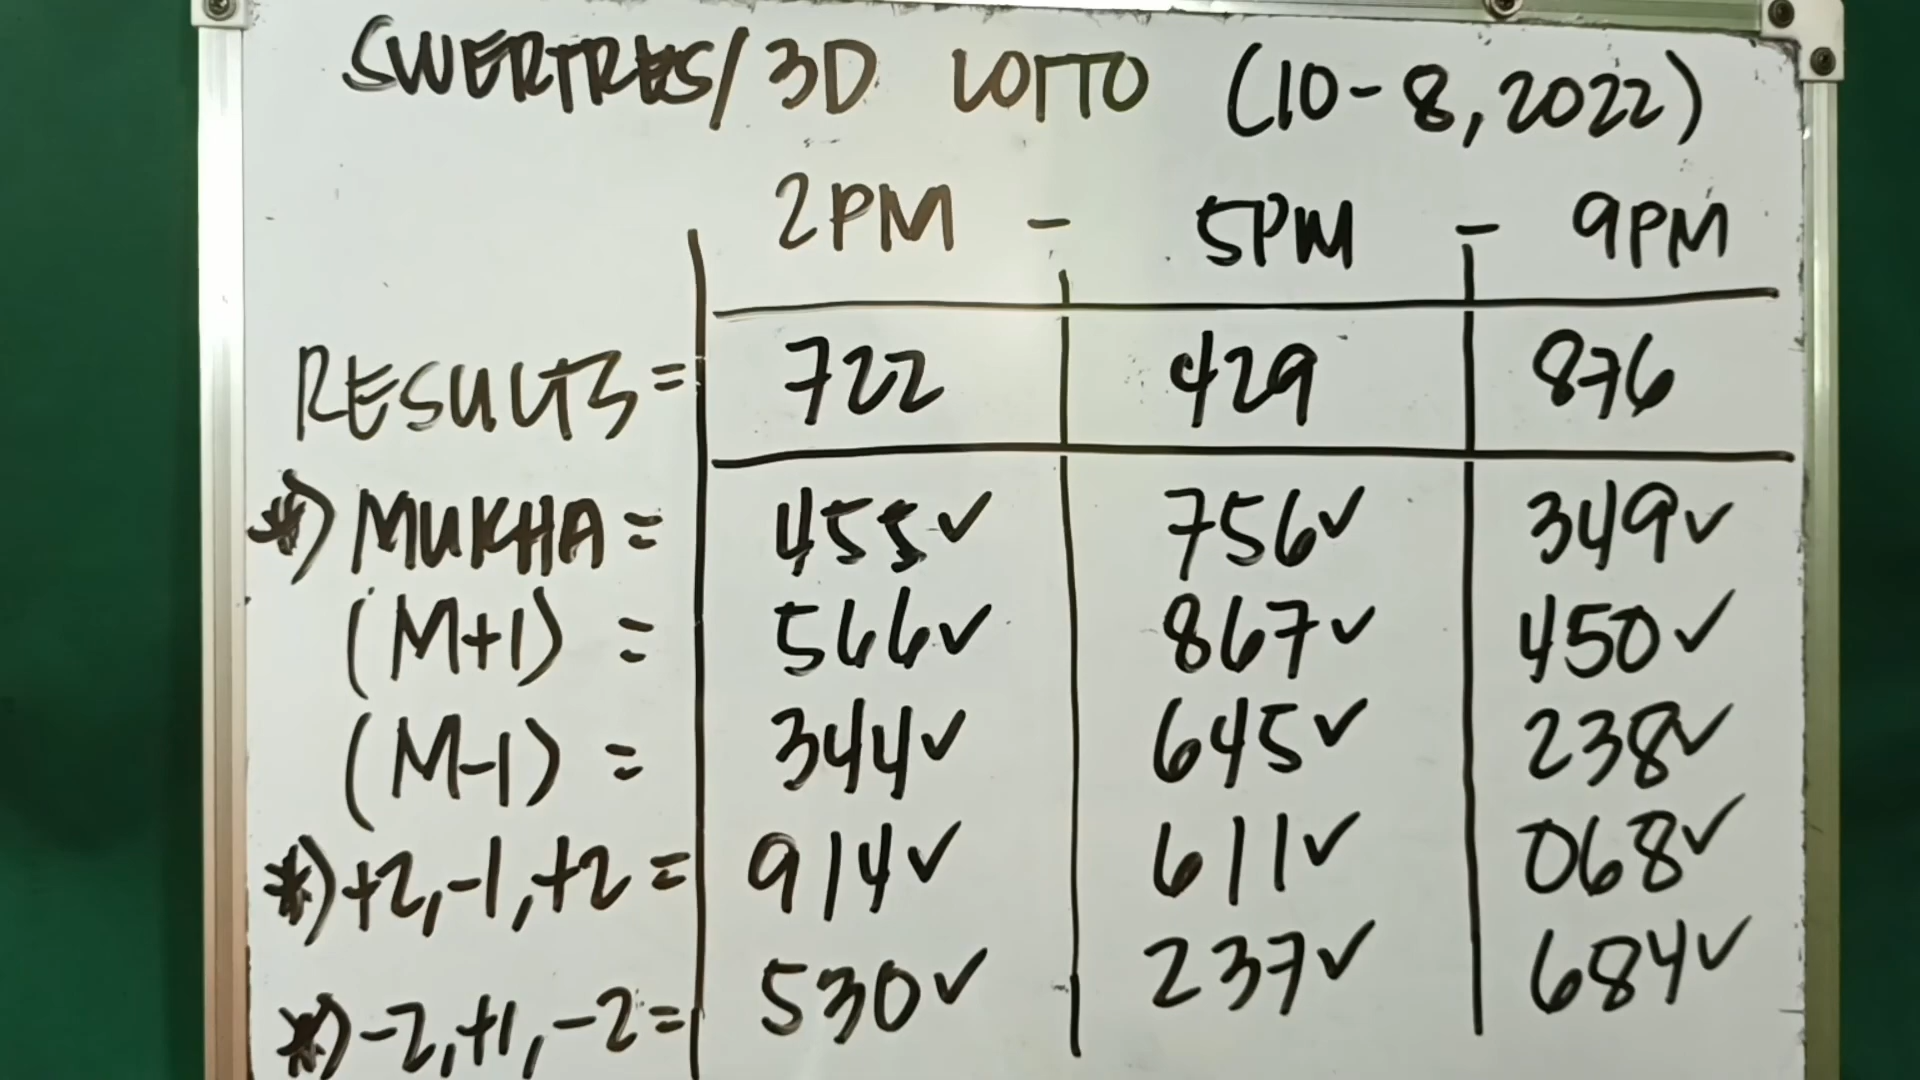 SWERTRES/3D LOTTO (10-8, 2022)
2PM - 5PM - 9PM
RESULTS= 722 429 876
*) MUKHA = 455✓ 756✓ 349✓
(M+1) = 566✓ 867✓ 450✓
(M-1) = 344✓ 645✓ 238✓
*) +2,-1,+2 = 914✓ 611✓ 068✓
*) -2,+1,-2= 530✓ 237✓ 684✓